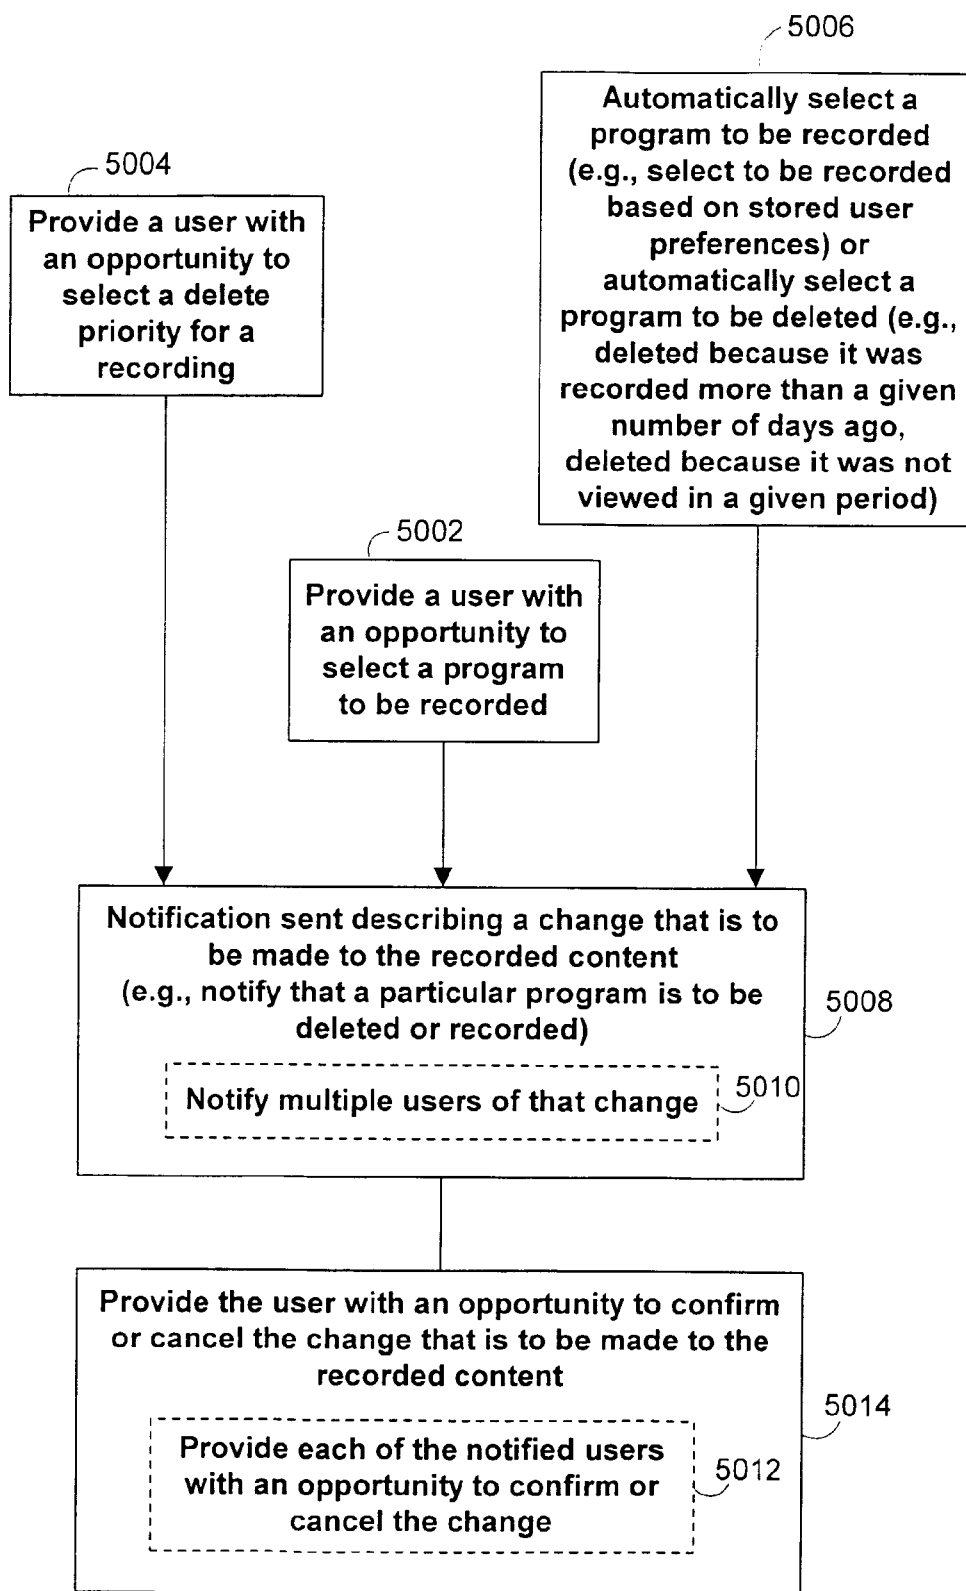 5006
Automatically select a
program to be recorded
(e.g., select to be recorded
based on stored user
preferences) or
automatically select a
program to be deleted (e.g.,
deleted because it was
recorded more than a given
number of days ago,
deleted because it was not
viewed in a given period)
5004
Provide a user with
an opportunity to
select a delete
priority for a
recording
5002
Provide a user with
an opportunity to
select a program
to be recorded
Notification sent describing a change that is to
be made to the recorded content
(e.g., notify that a particular program is to be
deleted or recorded)
5008
Notify multiple users of that change
5010
Provide the user with an opportunity to confirm
or cancel the change that is to be made to the
recorded content
5014
Provide each of the notified users
with an opportunity to confirm or
cancel the change
5012